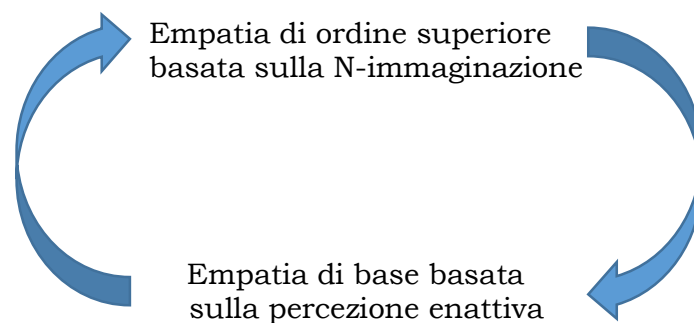 Empatia di ordine superiore
basata sulla N-immaginazione
Empatia di base basata
sulla percezione enattiva